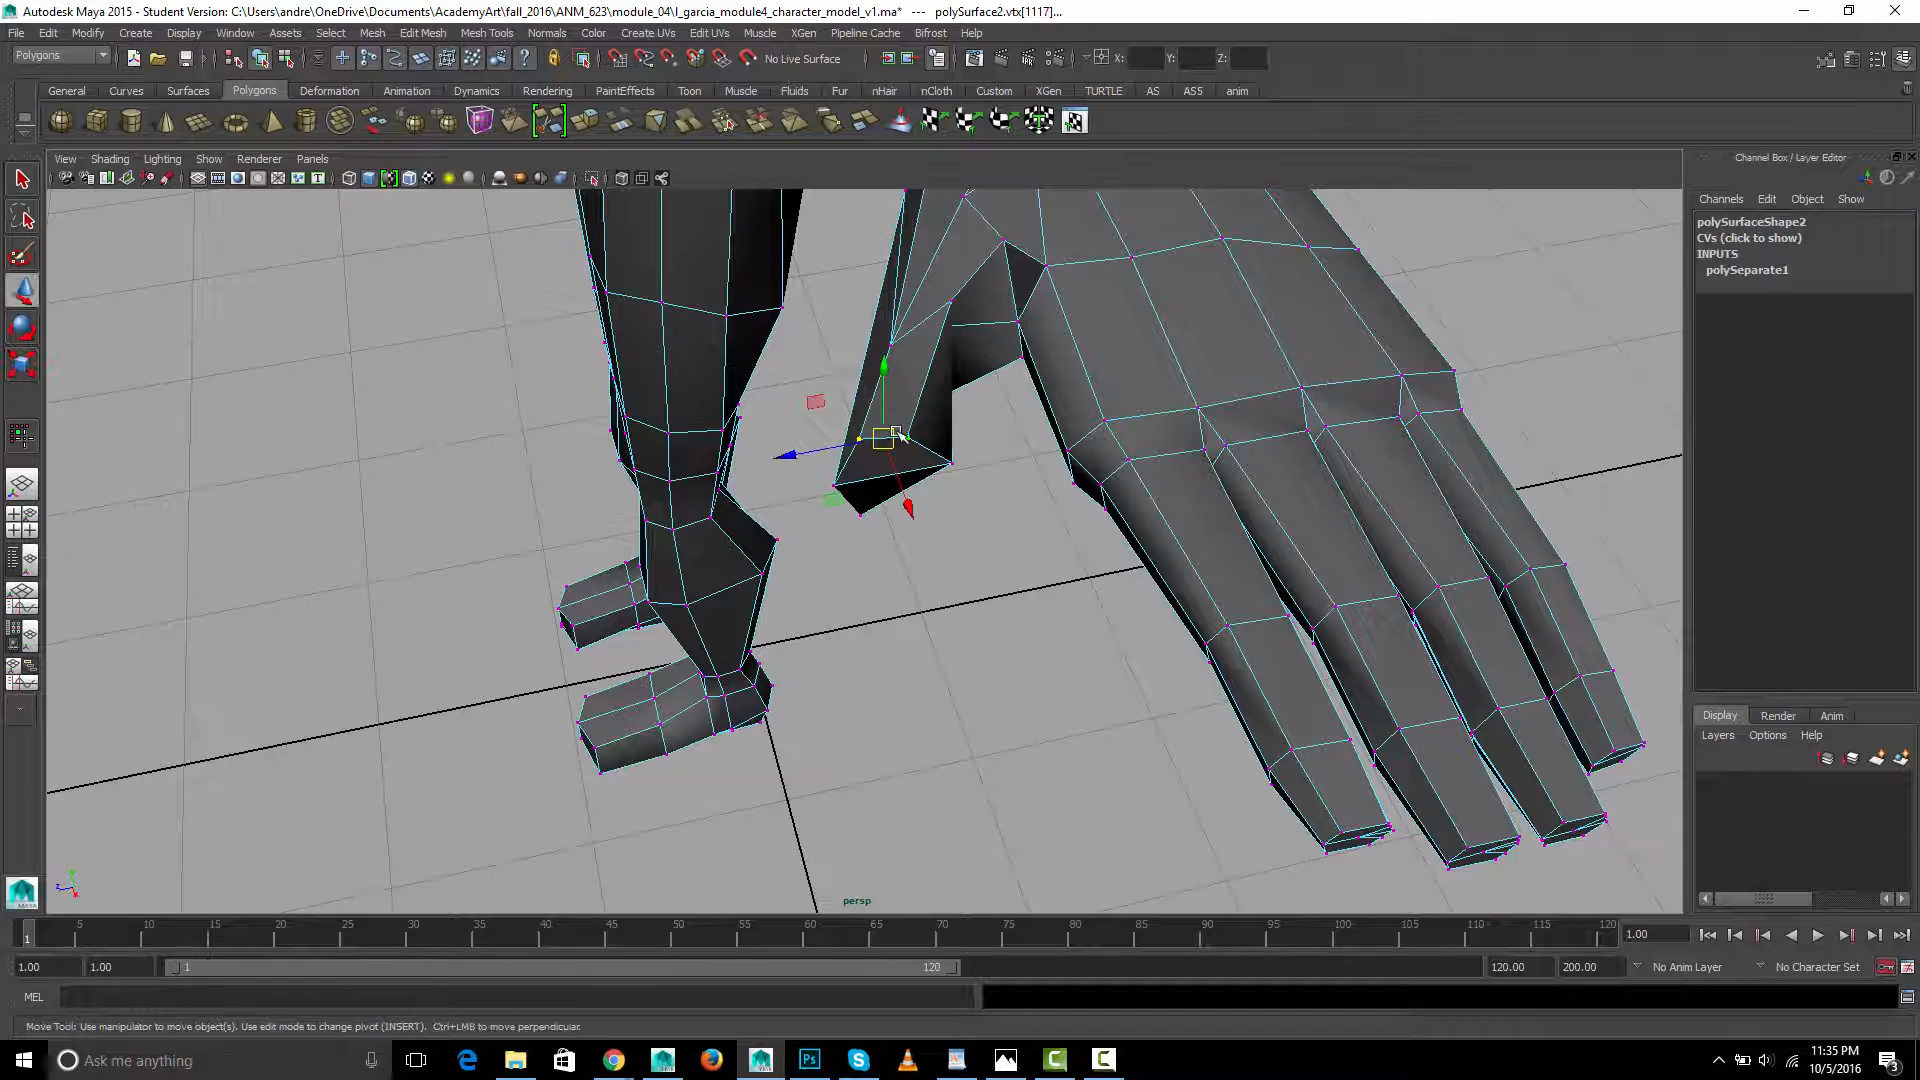 Autodesk Maya 2015 - Student Version: C:\Users\andre\OneDrive\Documents\AcademyArt\fall_2016\ANM_623\module_04\l_garcia_module4_character_model_v1.ma* --- polySurface2.vtx[1117]...
File Edit Modify Create Display Window Assets Select Mesh Edit Mesh Mesh Tools Normals Color Create UVs Edit UVs Muscle XGen Pipeline Cache Bifrost Help
Polygons No Live Surface X: Y: Z:
General Curves Surfaces Polygons Deformation Animation Dynamics Rendering PaintEffects Toon Muscle Fluids Fur nHair nCloth Custom XGen TURTLE AS AS5 anim
View Shading Lighting Show Renderer Panels
Channel Box / Layer Editor
Channels Edit Object Show
polySurfaceShape2
CVs (click to show)
INPUTS
polySeparate1
Display Render Anim
Layers Options Help
persp
5 10 15 20 25 30 35 40 45 50 55 60 65 70 75 80 85 90 95 100 105 110 115 120
1 1.00
1.00 1.00 1 120 120.00 200.00 No Anim Layer No Character Set
MEL
Move Tool: Use manipulator to move object(s). Use edit mode to change pivot (INSERT). Ctrl+LMB to move perpendicular.
Ask me anything
11:35 PM
10/5/2016